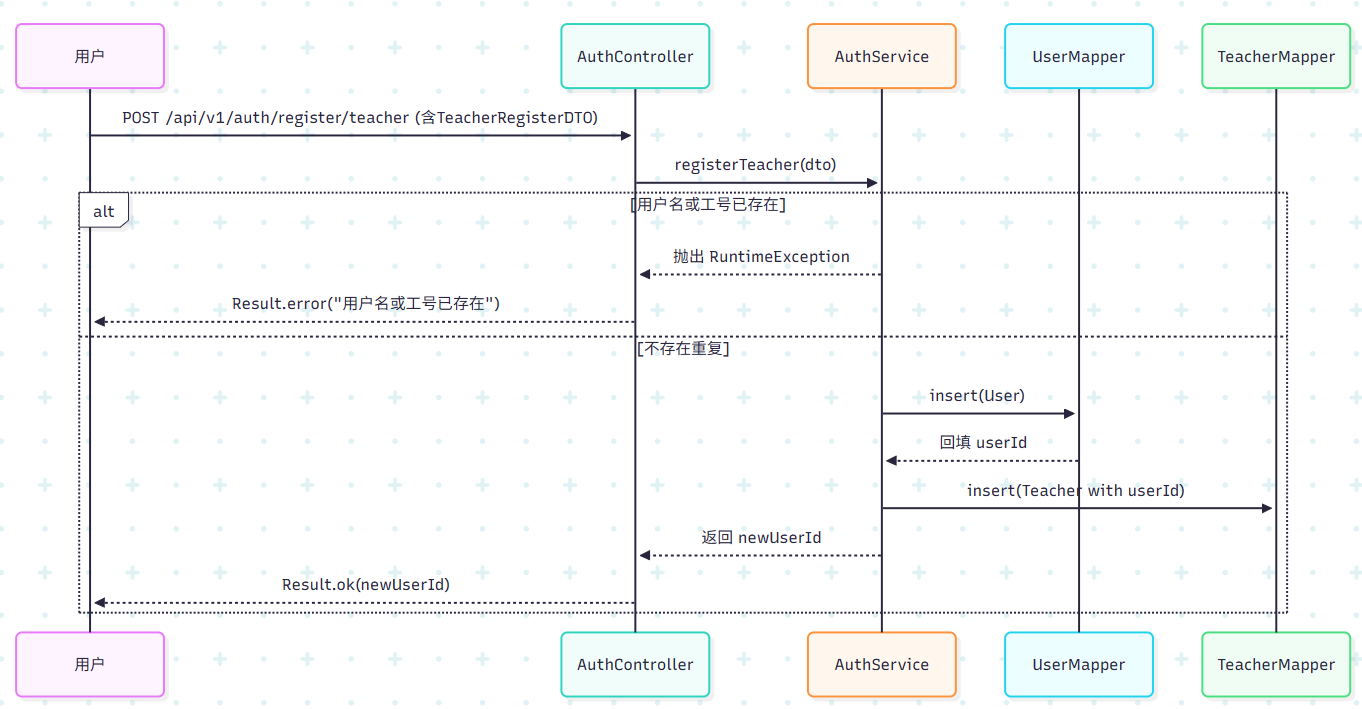 用户
AuthController
AuthService
UserMapper
TeacherMapper
POST /api/v1/auth/register/teacher (含TeacherRegisterDTO)
registerTeacher(dto)
alt
[用户名或工号已存在]
抛出 RuntimeException
Result.error("用户名或工号已存在")
[不存在重复]
insert(User)
回填 userId
insert(Teacher with userId)
返回 newUserId
Result.ok(newUserId)
用户
AuthController
AuthService
UserMapper
TeacherMapper